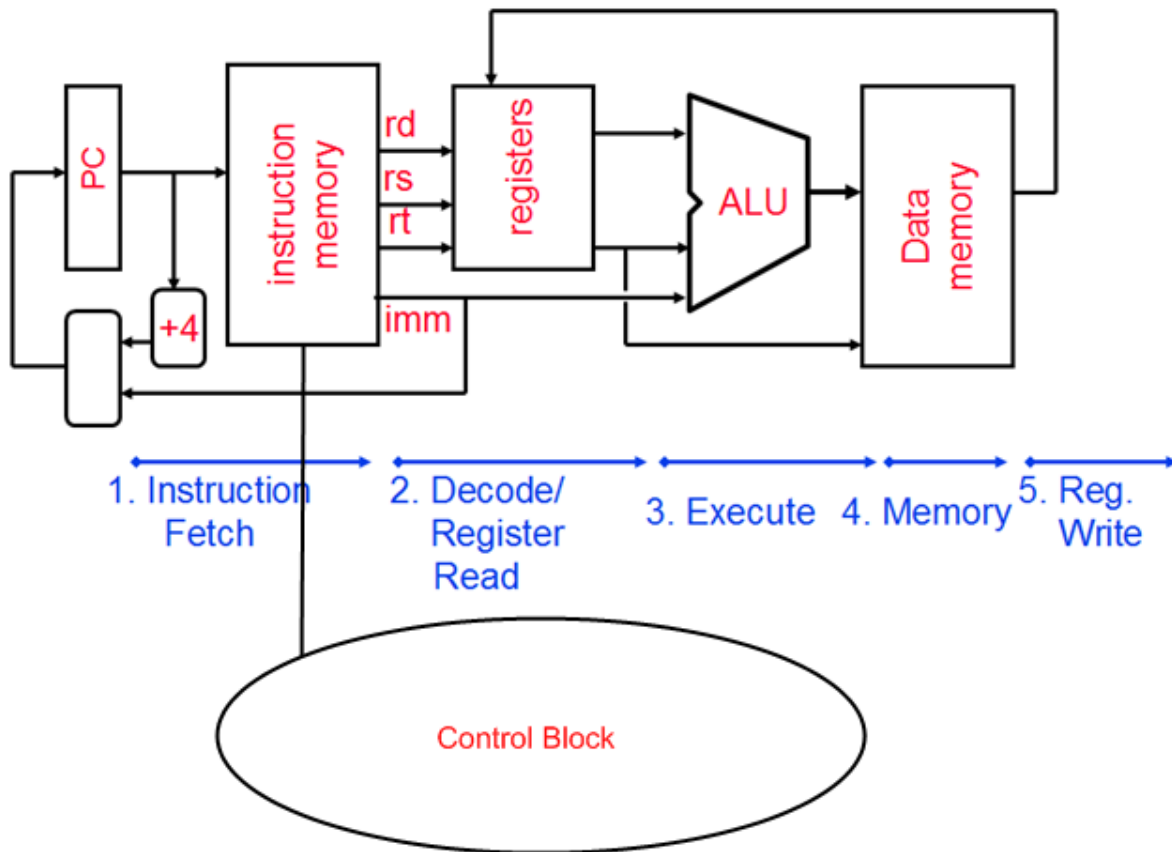 PC
+4
instruction
memory
rd
rs
rt
imm
registers
ALU
Data
memory
1. Instruction
Fetch
2. Decode/
Register
Read
3. Execute
4. Memory
5. Reg.
Write
Control Block